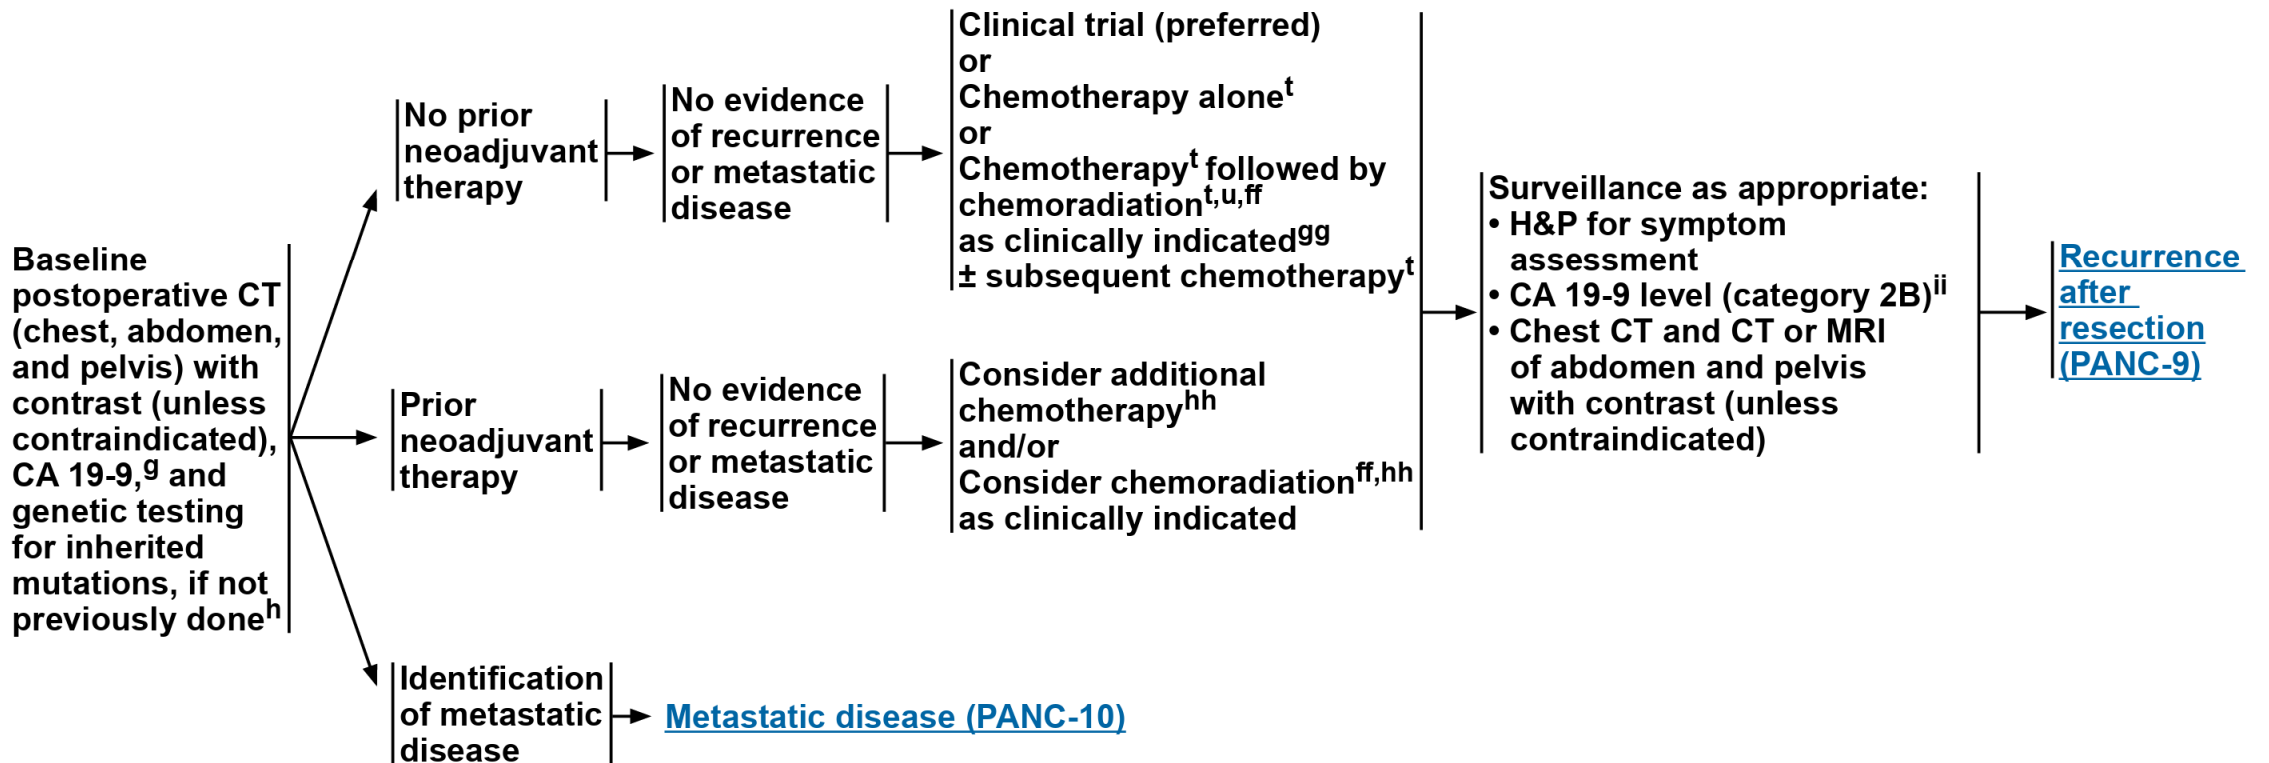 Baseline
postoperative CT
(chest, abdomen,
and pelvis) with
contrast (unless
contraindicated),
CA 19-9,g and
genetic testing
for inherited
mutations, if not
previously doneh
No prior
neoadjuvant
therapy
No evidence
of recurrence
or metastatic
disease
Clinical trial (preferred)
or
Chemotherapy alonet
or
Chemotherapyt followed by
chemoradiationt,u,ff
as clinically indicatedgg
± subsequent chemotherapyt
Prior
neoadjuvant
therapy
No evidence
of recurrence
or metastatic
disease
Consider additional
chemotherapyhh
and/or
Consider chemoradiationff,hh
as clinically indicated
Surveillance as appropriate:
• H&P for symptom
assessment
• CA 19-9 level (category 2B)ii
• Chest CT and CT or MRI
of abdomen and pelvis
with contrast (unless
contraindicated)
Recurrence
after
resection
(PANC-9)
Identification
of metastatic
disease
Metastatic disease (PANC-10)